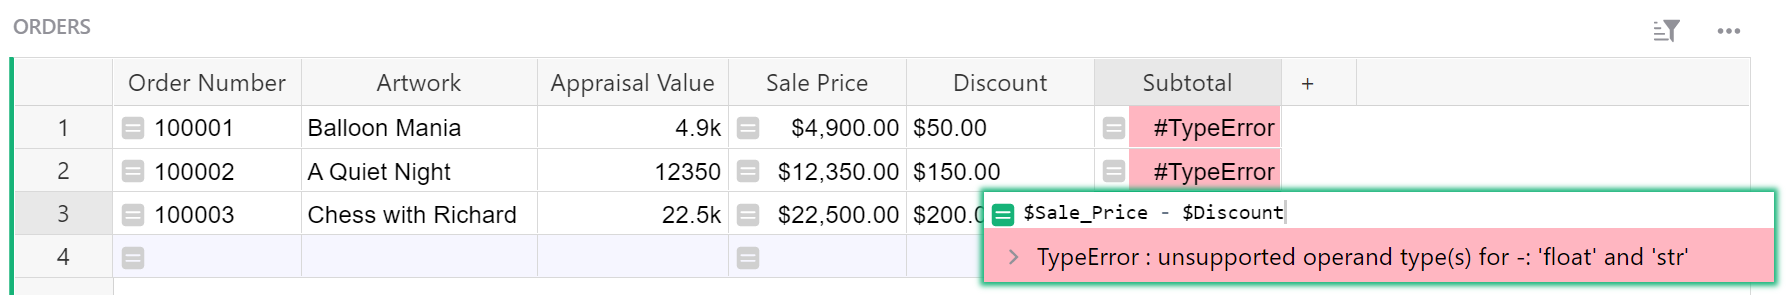 ORDERS
Order Number Artwork Appraisal Value Sale Price Discount Subtotal +
1 100001 Balloon Mania 4.9k $4,900.00 $50.00 #TypeError
2 100002 A Quiet Night 12350 $12,350.00 $150.00 #TypeError
3 100003 Chess with Richard 22.5k $22,500.00 $200.0 $Sale_Price - $Discount
4
TypeError : unsupported operand type(s) for -: 'float' and 'str'